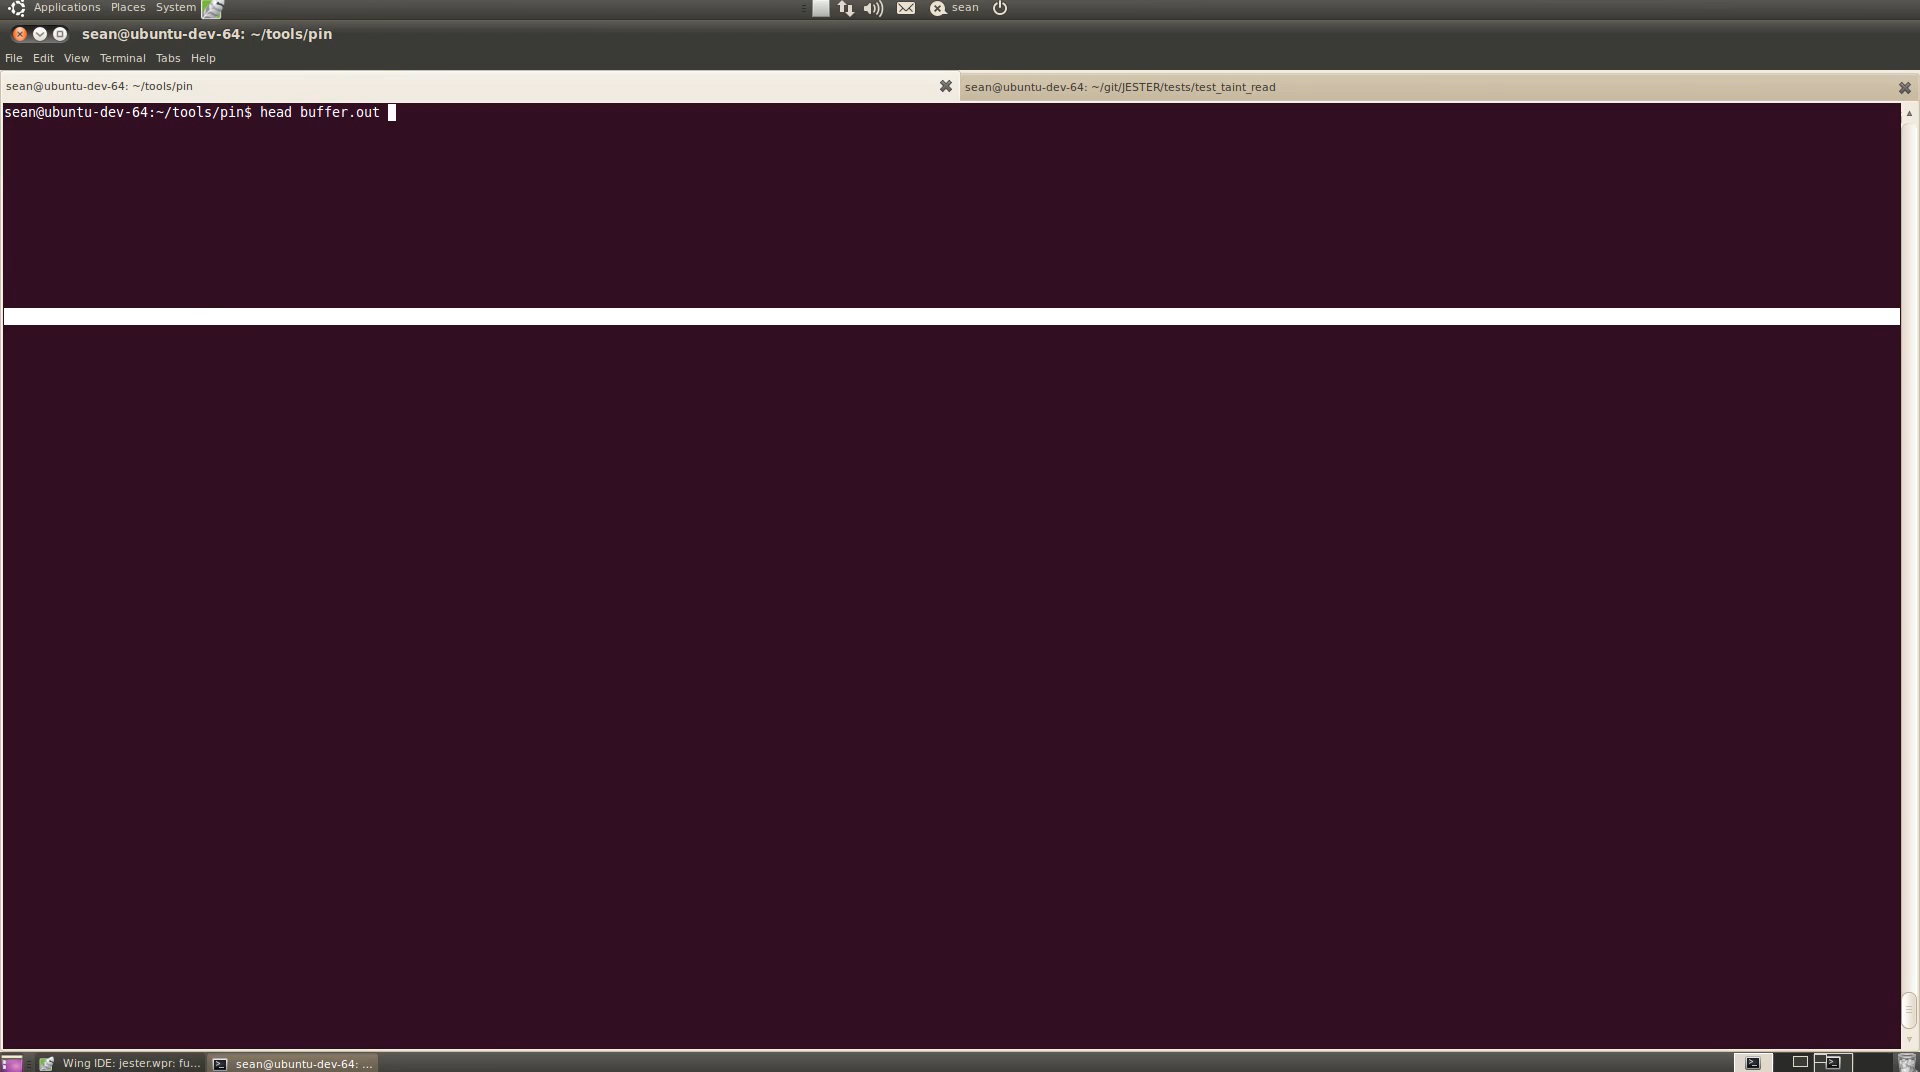 Applications Places System
sean
sean@ubuntu-dev-64: ~/tools/pin
File Edit View Terminal Tabs Help
sean@ubuntu-dev-64: ~/tools/pin
sean@ubuntu-dev-64: ~/git/JESTER/tests/test_taint_read
sean@ubuntu-dev-64:~/tools/pin$ head buffer.out
Wing IDE: jester.wpr: fu...
sean@ubuntu-dev-64: ...